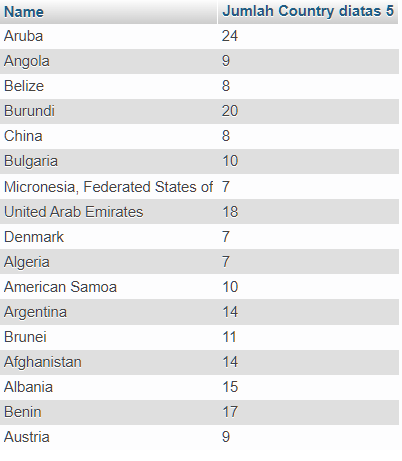 Name Jumlah Country diatas 5
Aruba 24
Angola 9
Belize 8
Burundi 20
China 8
Bulgaria 10
Micronesia, Federated States of 7
United Arab Emirates 18
Denmark 7
Algeria 7
American Samoa 10
Argentina 14
Brunei 11
Afghanistan 14
Albania 15
Benin 17
Austria 9